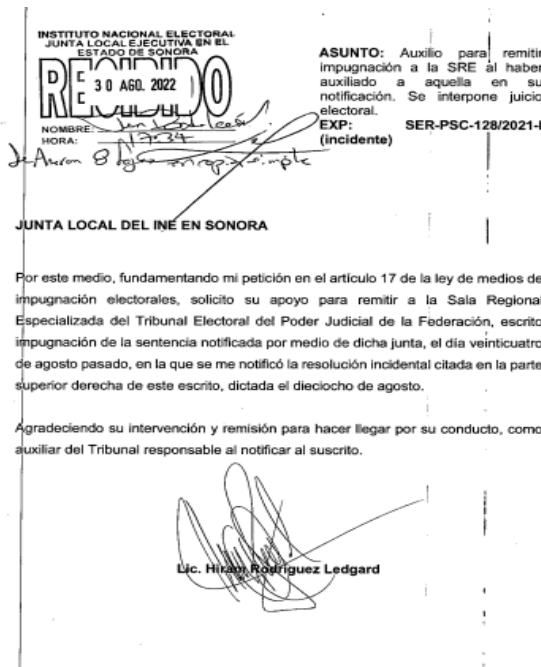 INSTITUTO NACIONAL ELECTORAL
JUNTA LOCAL EJECUTIVA EN EL
ESTADO DE SONORA
RECIBIDO
30 AGO. 2022
NOMBRE:
HORA: 17:34
ASUNTO: Auxilio para remitir
impugnación a la SRE al haber
auxiliado a aquella en su
notificación. Se interpone juicio
electoral.
EXP: SER-PSC-128/2021-I
(incidente)
JUNTA LOCAL DEL INE EN SONORA
Por este medio, fundamentando mi petición en el artículo 17 de la ley de medios de
impugnación electorales, solicito su apoyo para remitir a la Sala Regional
Especializada del Tribunal Electoral del Poder Judicial de la Federación, escrito
impugnación de la sentencia notificada por medio de dicha junta, el día veinticuatro
de agosto pasado, en la que se me notificó la resolución incidental citada en la parte
superior derecha de este escrito, dictada el dieciocho de agosto.
Agradeciendo su intervención y remisión para hacer llegar por su conducto, como
auxiliar del Tribunal responsable al notificar al suscrito.
Lic. Hiram Rodríguez Ledgard